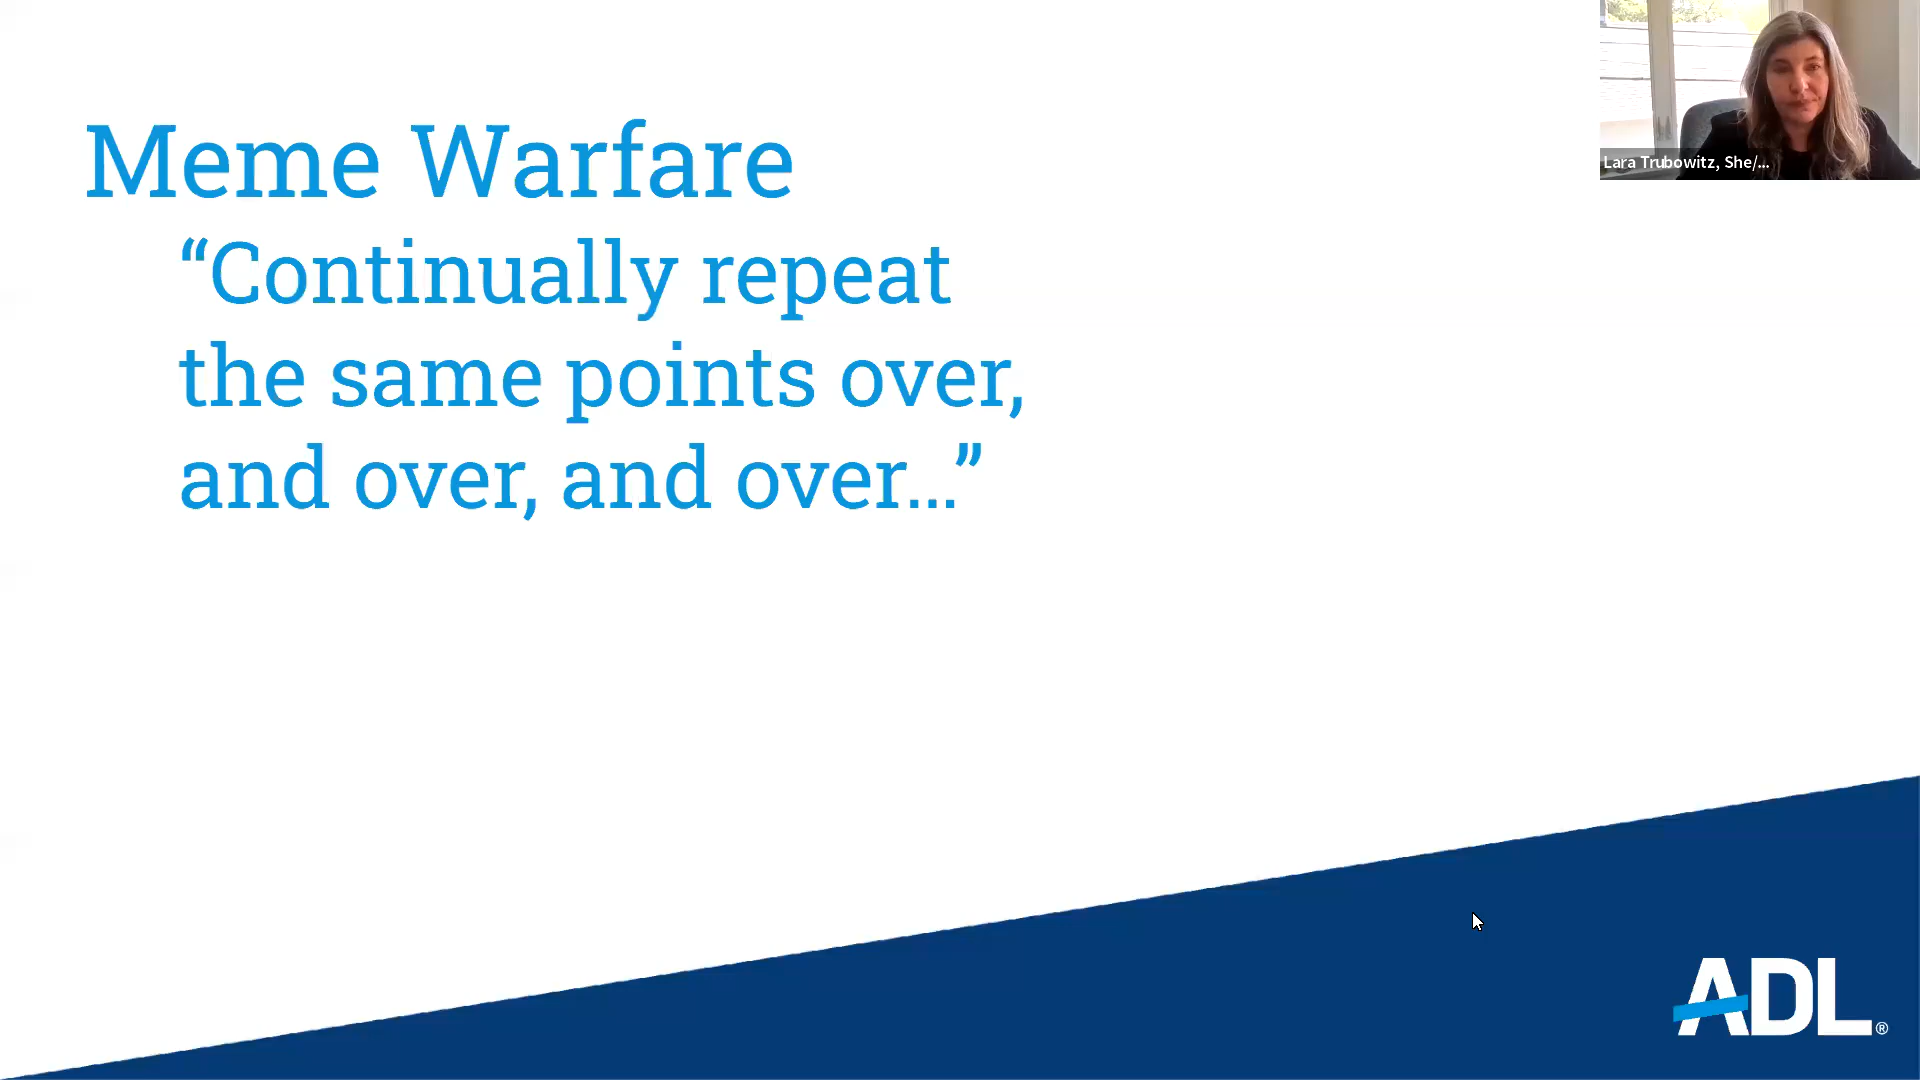 Meme Warfare
“Continually repeat
the same points over,
and over, and over...”
Lara Trubowitz, She/...
ADL®